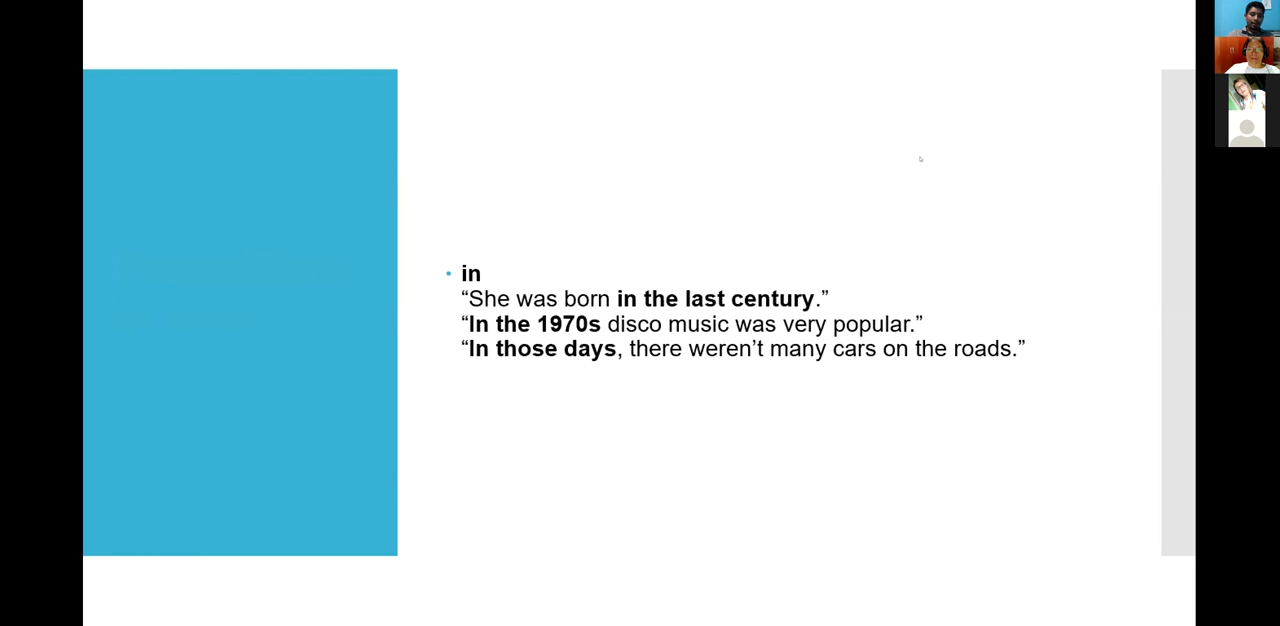 • in
“She was born in the last century.”
“In the 1970s disco music was very popular.”
“In those days, there weren’t many cars on the roads.”